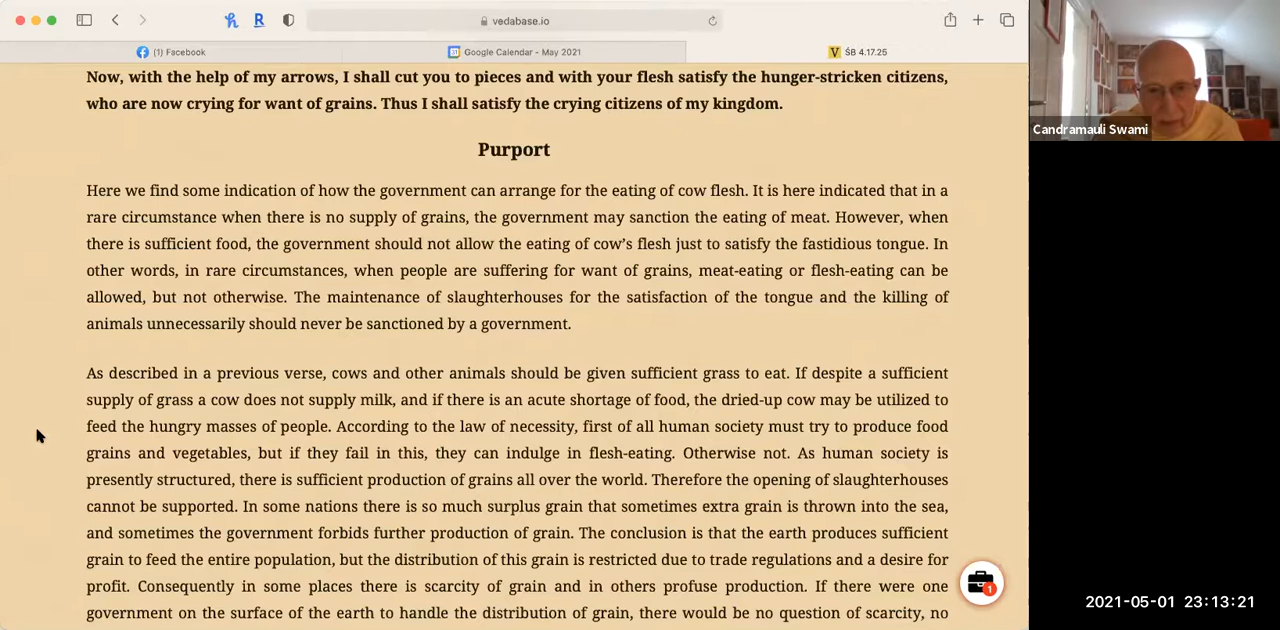 vedabase.io
(1) Facebook
Google Calendar - May 2021
V ŚB 4.17.25
Now, with the help of my arrows, I shall cut you to pieces and with your flesh satisfy the hunger-stricken citizens,
who are now crying for want of grains. Thus I shall satisfy the crying citizens of my kingdom.
Purport
Here we find some indication of how the government can arrange for the eating of cow flesh. It is here indicated that in a
rare circumstance when there is no supply of grains, the government may sanction the eating of meat. However, when
there is sufficient food, the government should not allow the eating of cow’s flesh just to satisfy the fastidious tongue. In
other words, in rare circumstances, when people are suffering for want of grains, meat-eating or flesh-eating can be
allowed, but not otherwise. The maintenance of slaughterhouses for the satisfaction of the tongue and the killing of
animals unnecessarily should never be sanctioned by a government.
As described in a previous verse, cows and other animals should be given sufficient grass to eat. If despite a sufficient
supply of grass a cow does not supply milk, and if there is an acute shortage of food, the dried-up cow may be utilized to
feed the hungry masses of people. According to the law of necessity, first of all human society must try to produce food
grains and vegetables, but if they fail in this, they can indulge in flesh-eating. Otherwise not. As human society is
presently structured, there is sufficient production of grains all over the world. Therefore the opening of slaughterhouses
cannot be supported. In some nations there is so much surplus grain that sometimes extra grain is thrown into the sea,
and sometimes the government forbids further production of grain. The conclusion is that the earth produces sufficient
grain to feed the entire population, but the distribution of this grain is restricted due to trade regulations and a desire for
profit. Consequently in some places there is scarcity of grain and in others profuse production. If there were one
government on the surface of the earth to handle the distribution of grain, there would be no question of scarcity, no
1
Candramauli Swami
2021-05-01 23:13:21